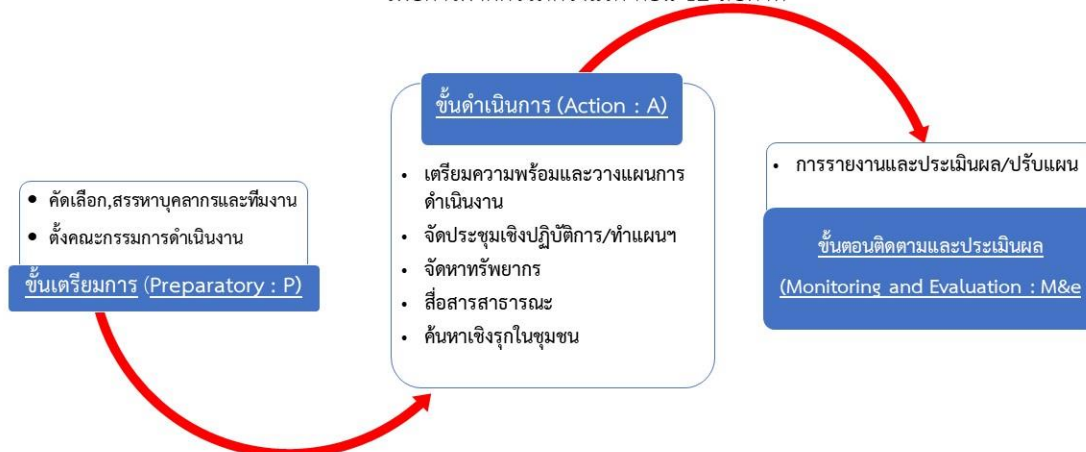 คัดเลือก,สรรหาบุคลากรและทีมงาน
ตั้งคณะกรรมการดำเนินงาน
ขั้นเตรียมการ (Preparatory : P)
ขั้นดำเนินการ (Action : A)
เตรียมความพร้อมและวางแผนการ
ดำเนินงาน
จัดประชุมเชิงปฏิบัติการ/ทำแผนฯ
จัดหาทรัพยากร
สื่อสารสาธารณะ
ค้นหาเชิงรุกในชุมชน
การรายงานและประเมินผล/ปรับแผน
ขั้นตอนติดตามและประเมินผล
(Monitoring and Evaluation : M&e